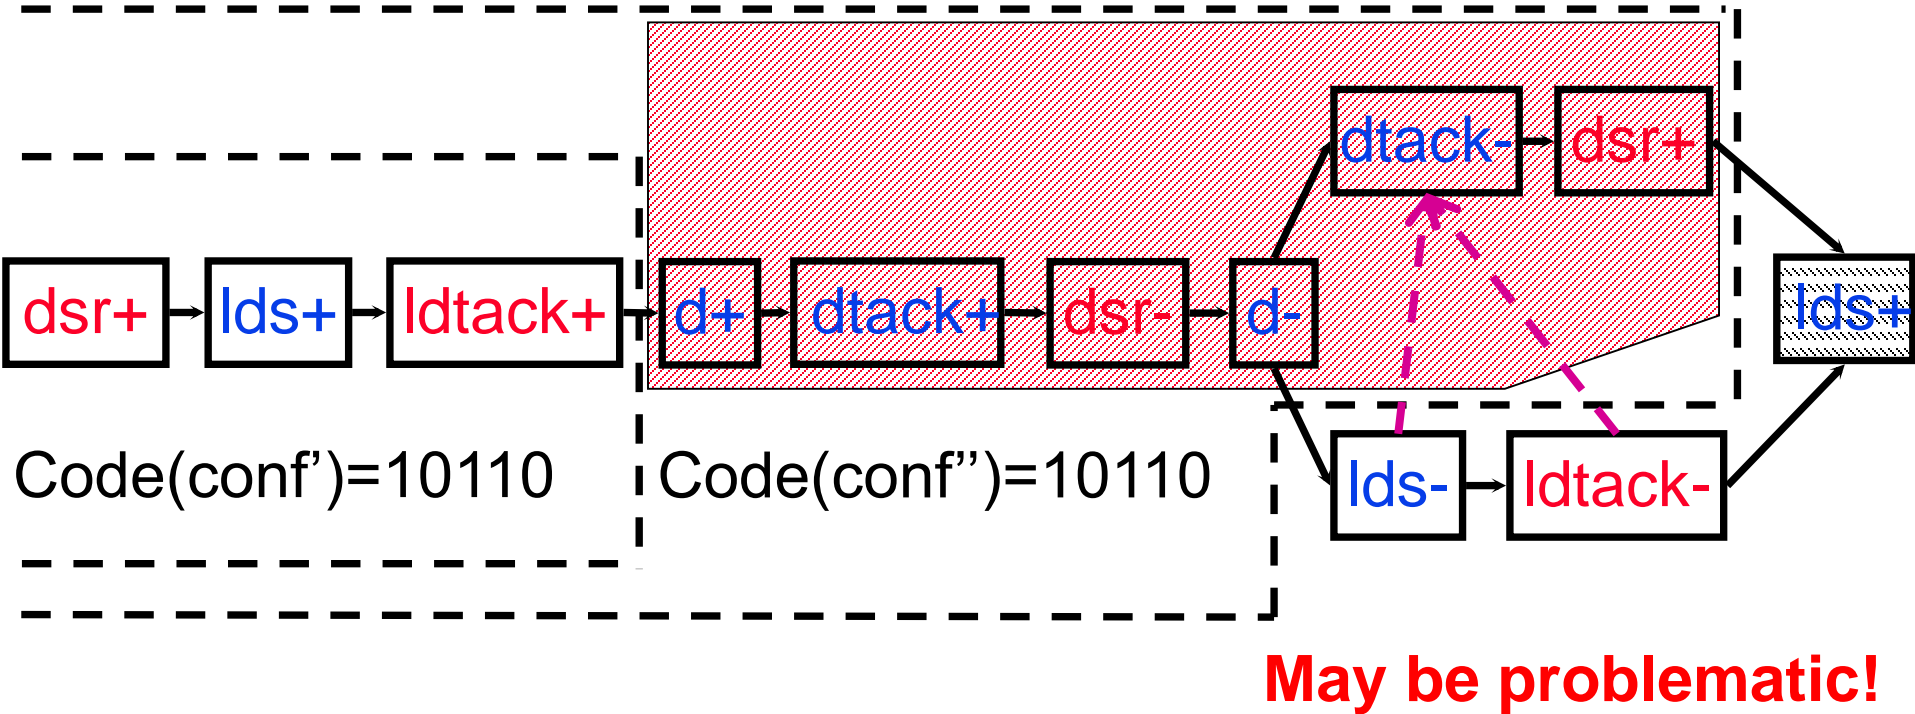 dtack- dsr+
dsr+ lds+ ldtack+ d+ dtack+ dsr- d- lds+
Code(conf’)=10110 Code(conf’’)=10110 lds- ldtack-
May be problematic!